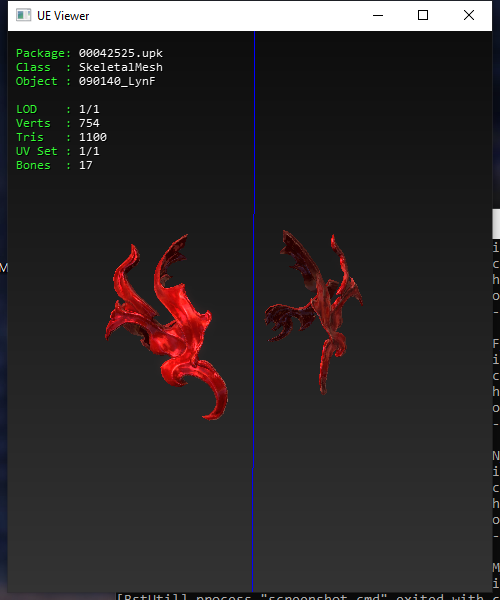 UE Viewer
Package: 00042525.upk
Class  : SkeletalMesh
Object : 090140_LynF
LOD    : 1/1
Verts  : 754
Tris   : 1100
UV Set : 1/1
Bones  : 17
M
i
c
h
o
-
F
i
c
h
o
-
N
i
c
h
o
-
M
i
[BstUtil] process "screenshot.cmd" exited with c